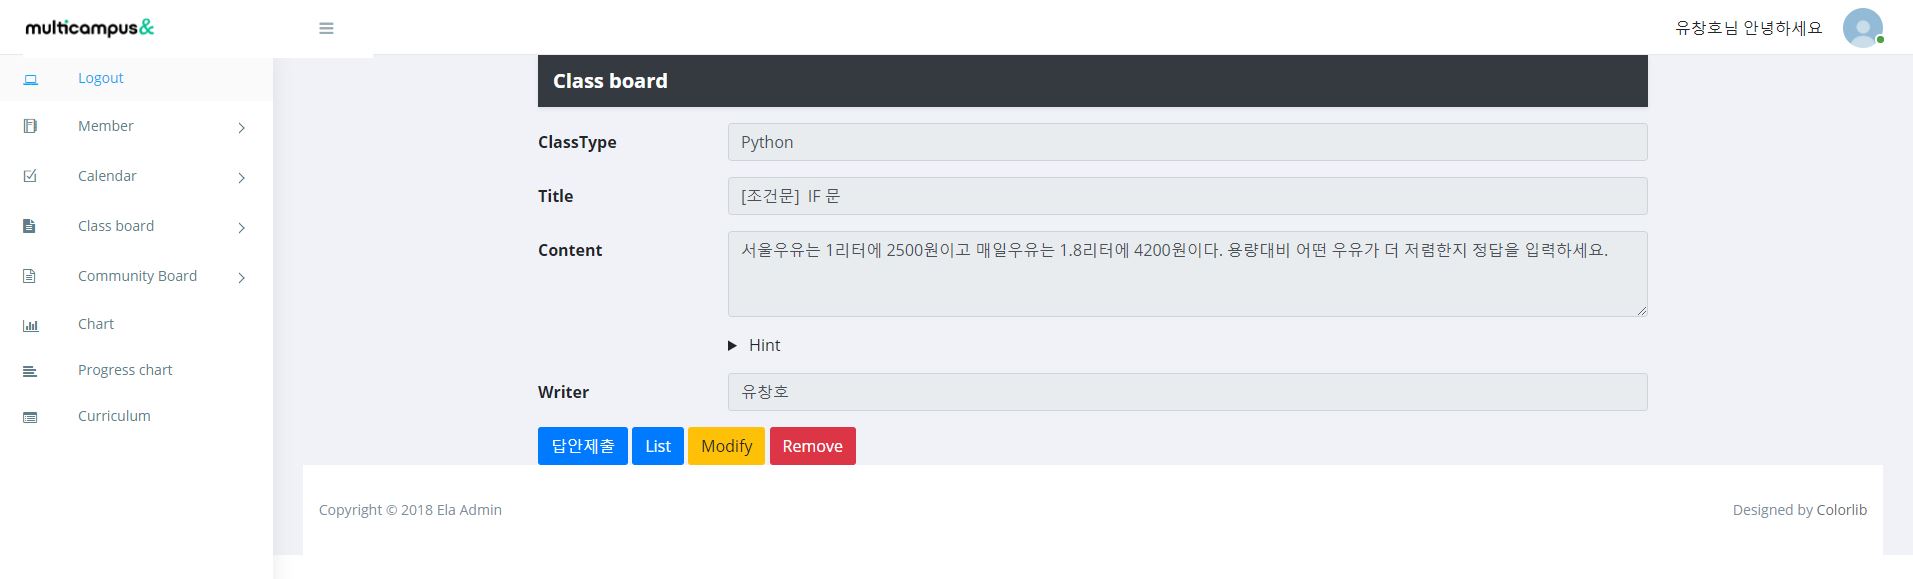 multicampus&
유창호님 안녕하세요
Logout
Member
Calendar
Class board
Community Board
Chart
Progress chart
Curriculum
Class board
ClassType
Python
Title
[조건문] IF 문
Content
서울우유는 1리터에 2500원이고 매일우유는 1.8리터에 4200원이다. 용량대비 어떤 우유가 더 저렴한지 정답을 입력하세요.
Hint
Writer
유창호
답안제출 List Modify Remove
Copyright © 2018 Ela Admin
Designed by Colorlib